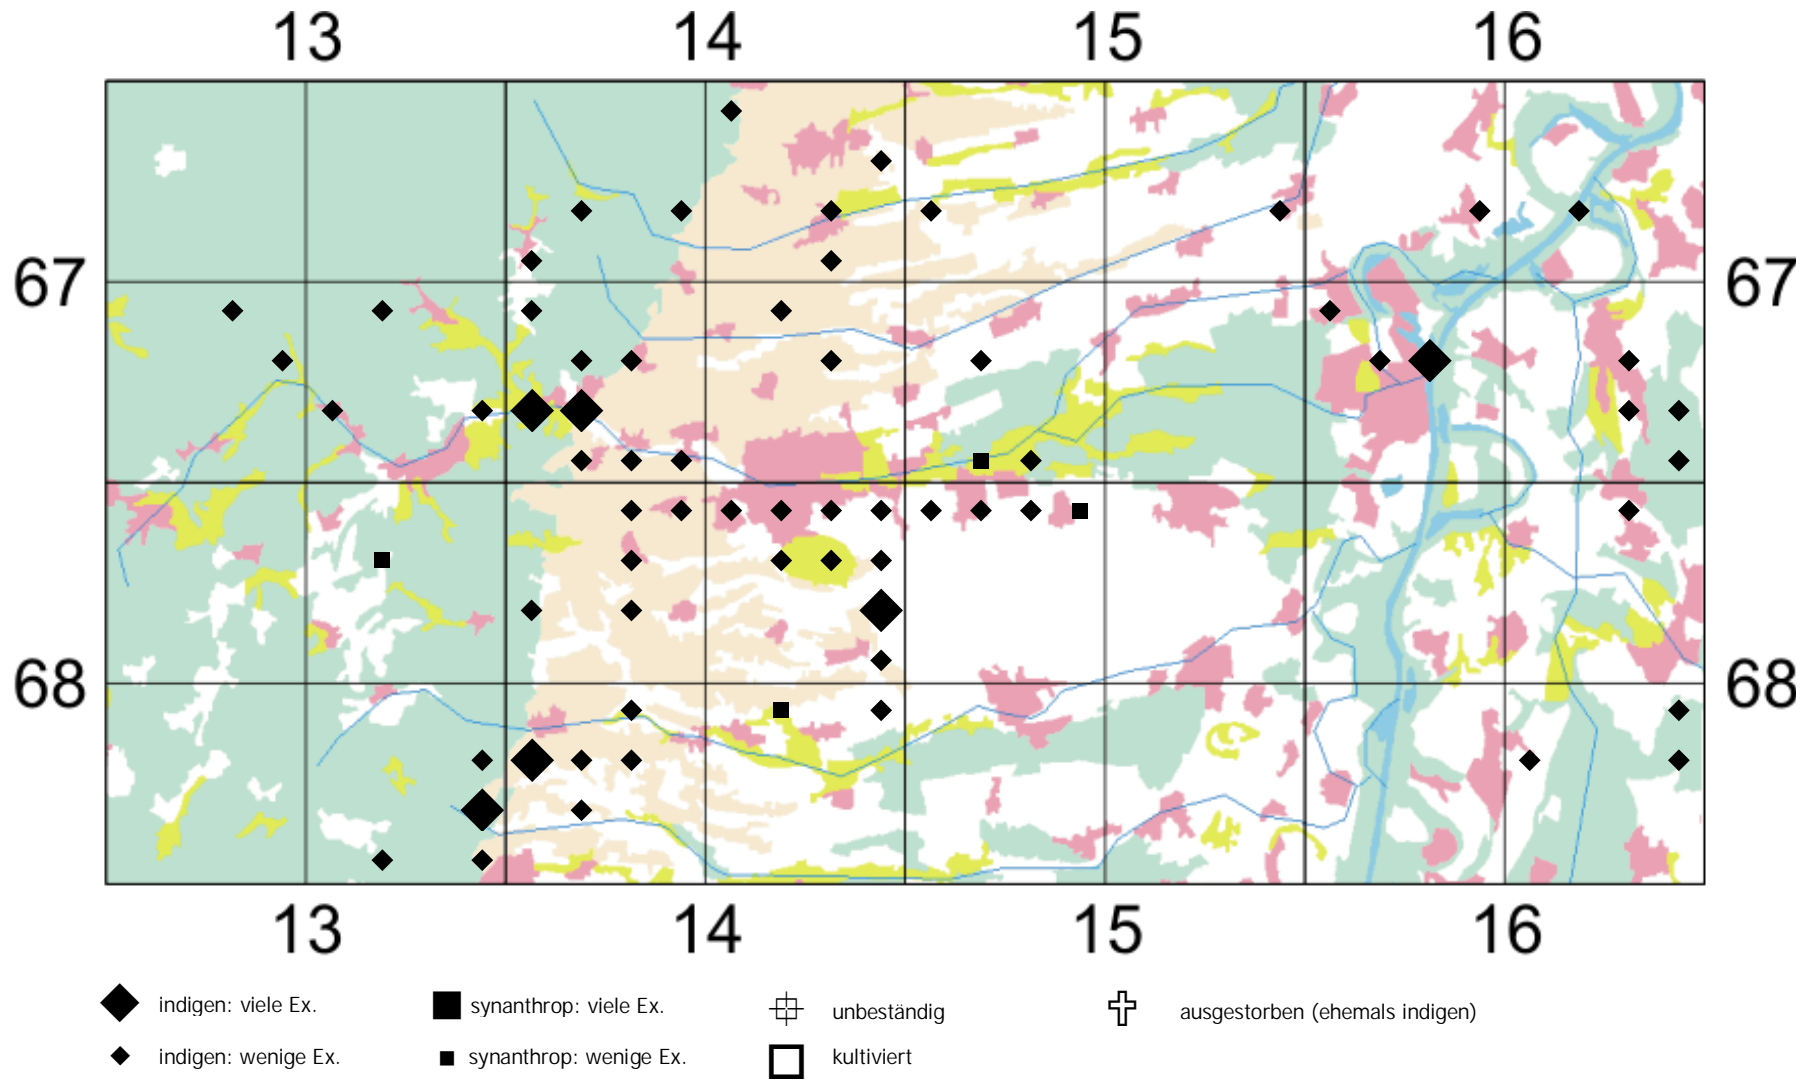 13 14 15 16
67 67
68 68
13 14 15 16
indigen: viele Ex. synanthrop: viele Ex. unbeständig ausgestorben (ehemals indigen)
indigen: wenige Ex. synanthrop: wenige Ex. kultiviert